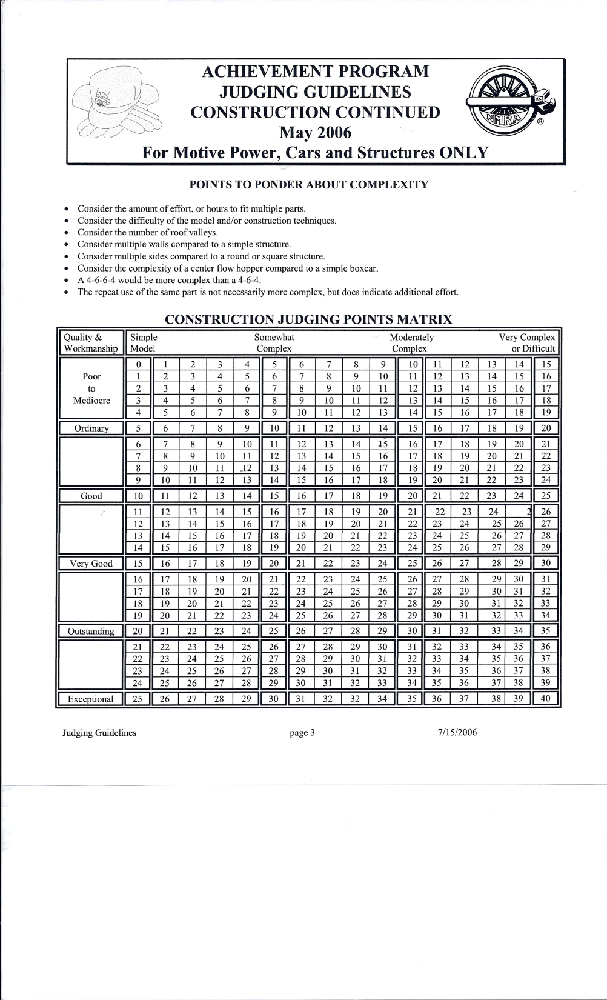 ACHIEVEMENT PROGRAM
JUDGING GUIDELINES
CONSTRUCTION CONTINUED
May 2006
For Motive Power, Cars and Structures ONLY
NMRA ®
POINTS TO PONDER ABOUT COMPLEXITY
• Consider the amount of effort, or hours to fit multiple parts.
• Consider the difficulty of the model and/or construction techniques.
• Consider the number of roof valleys.
• Consider multiple walls compared to a simple structure.
• Consider multiple sides compared to a round or square structure.
• Consider the complexity of a center flow hopper compared to a simple boxcar.
• A 4-6-6-4 would be more complex than a 4-6-4.
• The repeat use of the same part is not necessarily more complex, but does indicate additional effort.
CONSTRUCTION JUDGING POINTS MATRIX
Quality & Simple Somewhat Moderately Very Complex
Workmanship Model Complex Complex or Difficult
0 1 2 3 4 5 6 7 8 9 10 11 12 13 14 15
Poor 1 2 3 4 5 6 7 8 9 10 11 12 13 14 15 16
to 2 3 4 5 6 7 8 9 10 11 12 13 14 15 16 17
Mediocre 3 4 5 6 7 8 9 10 11 12 13 14 15 16 17 18
4 5 6 7 8 9 10 11 12 13 14 15 16 17 18 19
Ordinary 5 6 7 8 9 10 11 12 13 14 15 16 17 18 19 20
6 7 8 9 10 11 12 13 14 15 16 17 18 19 20 21
7 8 9 10 11 12 13 14 15 16 17 18 19 20 21 22
8 9 10 11 12 13 14 15 16 17 18 19 20 21 22 23
9 10 11 12 13 14 15 16 17 18 19 20 21 22 23 24
Good 10 11 12 13 14 15 16 17 18 19 20 21 22 23 24 25
11 12 13 14 15 16 17 18 19 20 21 22 23 24 2 26
12 13 14 15 16 17 18 19 20 21 22 23 24 25 26 27
13 14 15 16 17 18 19 20 21 22 23 24 25 26 27 28
14 15 16 17 18 19 20 21 22 23 24 25 26 27 28 29
Very Good 15 16 17 18 19 20 21 22 23 24 25 26 27 28 29 30
16 17 18 19 20 21 22 23 24 25 26 27 28 29 30 31
17 18 19 20 21 22 23 24 25 26 27 28 29 30 31 32
18 19 20 21 22 23 24 25 26 27 28 29 30 31 32 33
19 20 21 22 23 24 25 26 27 28 29 30 31 32 33 34
Outstanding 20 21 22 23 24 25 26 27 28 29 30 31 32 33 34 35
21 22 23 24 25 26 27 28 29 30 31 32 33 34 35 36
22 23 24 25 26 27 28 29 30 31 32 33 34 35 36 37
23 24 25 26 27 28 29 30 31 32 33 34 35 36 37 38
24 25 26 27 28 29 30 31 32 33 34 35 36 37 38 39
Exceptional 25 26 27 28 29 30 31 32 32 34 35 36 37 38 39 40
Judging Guidelines page 3 7/15/2006